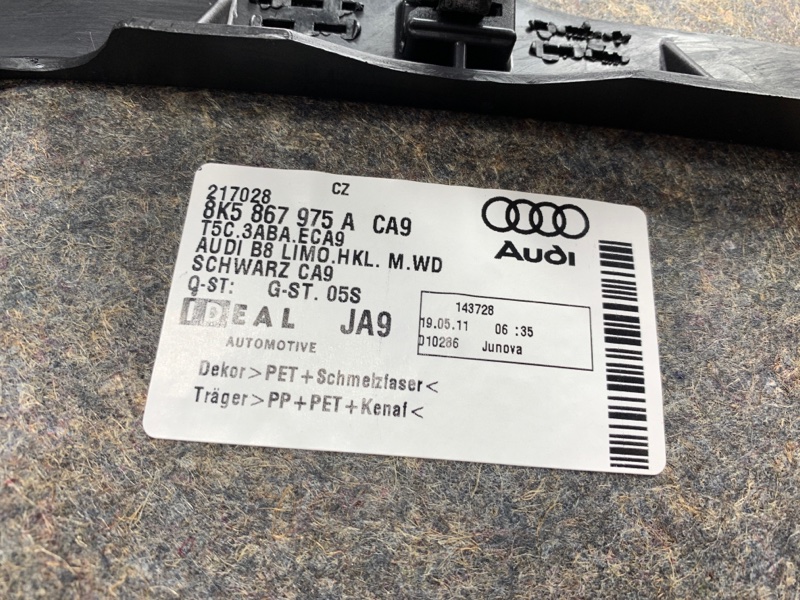 217028 CZ
8K5 867 975 A CA9
T5C.3ABA.ECA9
AUDI B8 LIMO.HKL. M.WD
SCHWARZ CA9
Q-ST: G-ST. 05S
IDEAL JA9
AUTOMOTIVE
Audi
143728
19.05.11 06:35
010286 Junova
Dekor>PET+Schmelzfaser<
Träger>PP+PET+Kenaf<